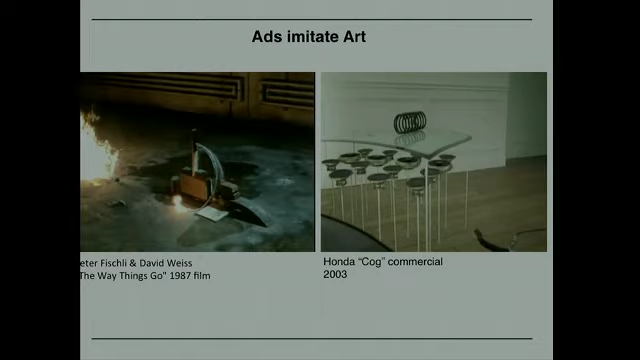 Ads imitate Art
eter Fischli & David Weiss
The Way Things Go" 1987 film
Honda “Cog” commercial
2003